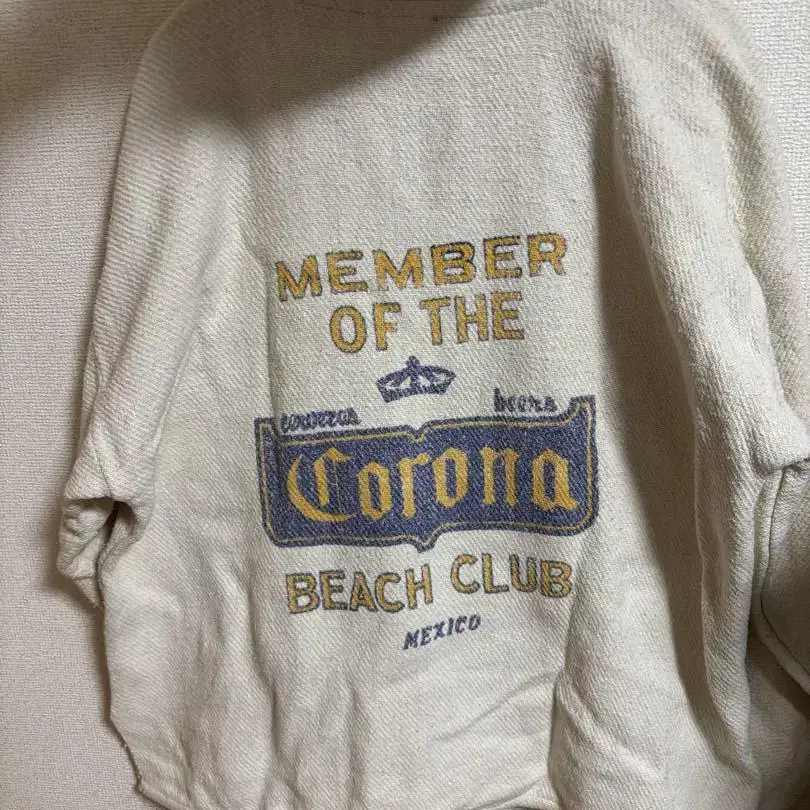 MEMBER
OF THE
cervezas beers
Corona
BEACH CLUB
MEXICO